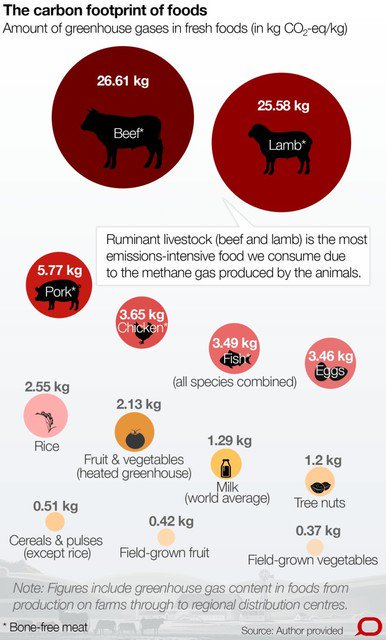 The carbon footprint of foods
Amount of greenhouse gases in fresh foods (in kg CO₂-eq/kg)
26.61 kg
Beef*
25.58 kg
Lamb*
Ruminant livestock (beef and lamb) is the most
emissions-intensive food we consume due
to the methane gas produced by the animals.
5.77 kg
Pork*
3.65 kg
Chicken*
3.49 kg
Fish*
(all species combined)
3.46 kg
Eggs
2.55 kg
Rice
2.13 kg
Fruit & vegetables
(heated greenhouse)
1.29 kg
Milk
(world average)
1.2 kg
Tree nuts
0.51 kg
Cereals & pulses
(except rice)
0.42 kg
Field-grown fruit
0.37 kg
Field-grown vegetables
Note: Figures include greenhouse gas content in foods from
production on farms through to regional distribution centres.
* Bone-free meat
Source: Author provided